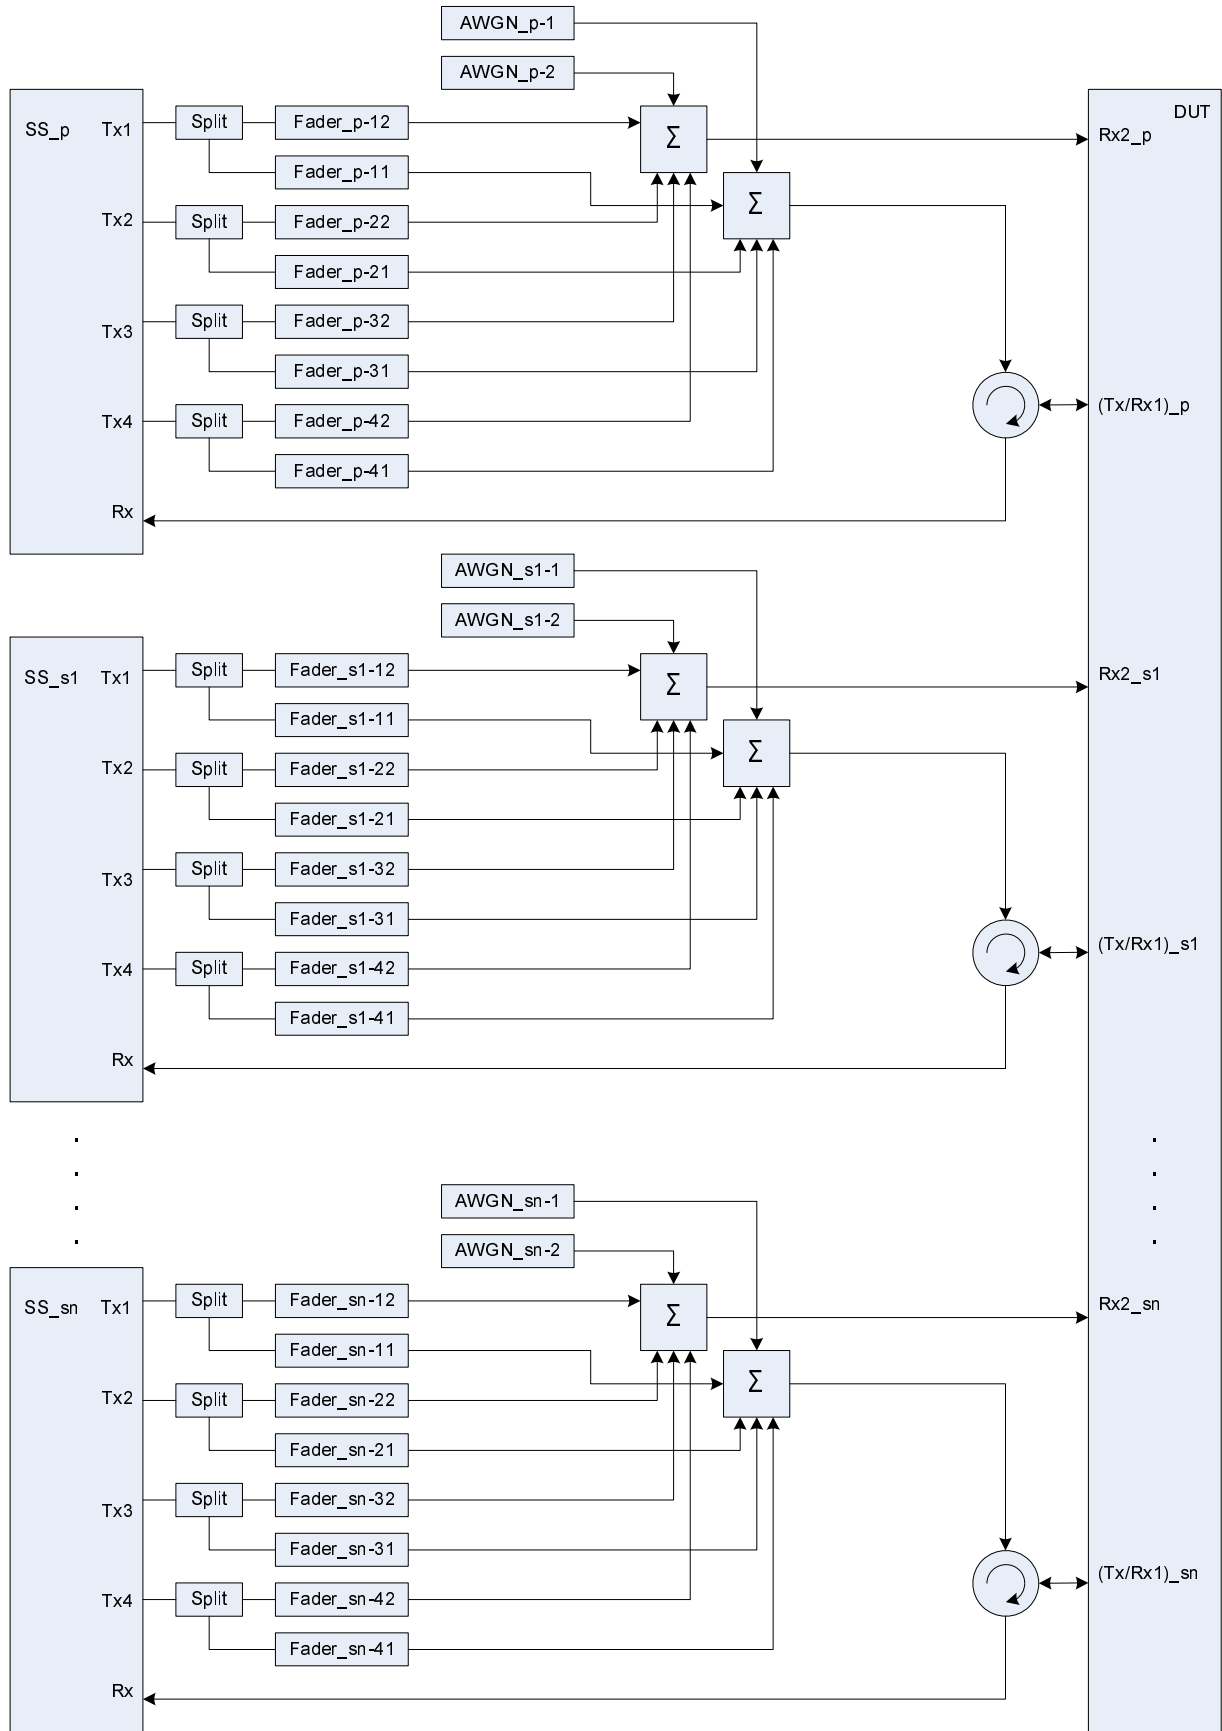 AWGN_p-1
AWGN_p-2
DUT
SS_p
Tx1
Split
Fader_p-12
Σ
Rx2_p
Fader_p-11
Σ
Tx2
Split
Fader_p-22
Fader_p-21
Tx3
Split
Fader_p-32
Fader_p-31
Tx4
Split
Fader_p-42
(Tx/Rx1)_p
Fader_p-41
Rx
AWGN_s1-1
AWGN_s1-2
SS_s1
Tx1
Split
Fader_s1-12
Σ
Rx2_s1
Fader_s1-11
Σ
Tx2
Split
Fader_s1-22
Fader_s1-21
Tx3
Split
Fader_s1-32
Fader_s1-31
Tx4
Split
Fader_s1-42
(Tx/Rx1)_s1
Fader_s1-41
Rx
AWGN_sn-1
AWGN_sn-2
SS_sn
Tx1
Split
Fader_sn-12
Σ
Rx2_sn
Fader_sn-11
Σ
Tx2
Split
Fader_sn-22
Fader_sn-21
Tx3
Split
Fader_sn-32
Fader_sn-31
Tx4
Split
Fader_sn-42
(Tx/Rx1)_sn
Fader_sn-41
Rx